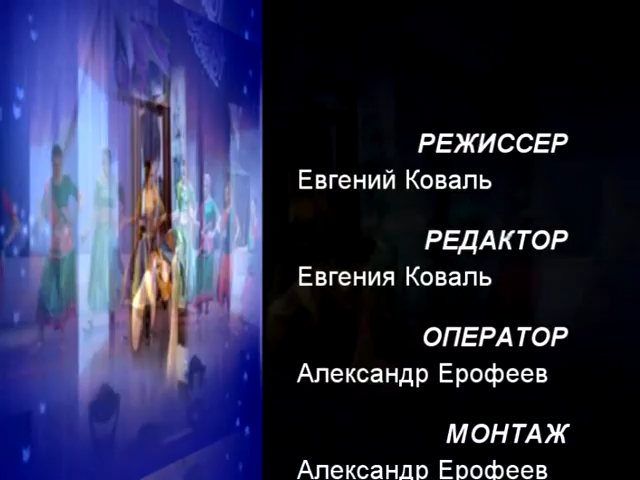 РЕЖИССЕР
Евгений Коваль
РЕДАКТОР
Евгения Коваль
ОПЕРАТОР
Александр Ерофеев
МОНТАЖ
Александр Ерофеев